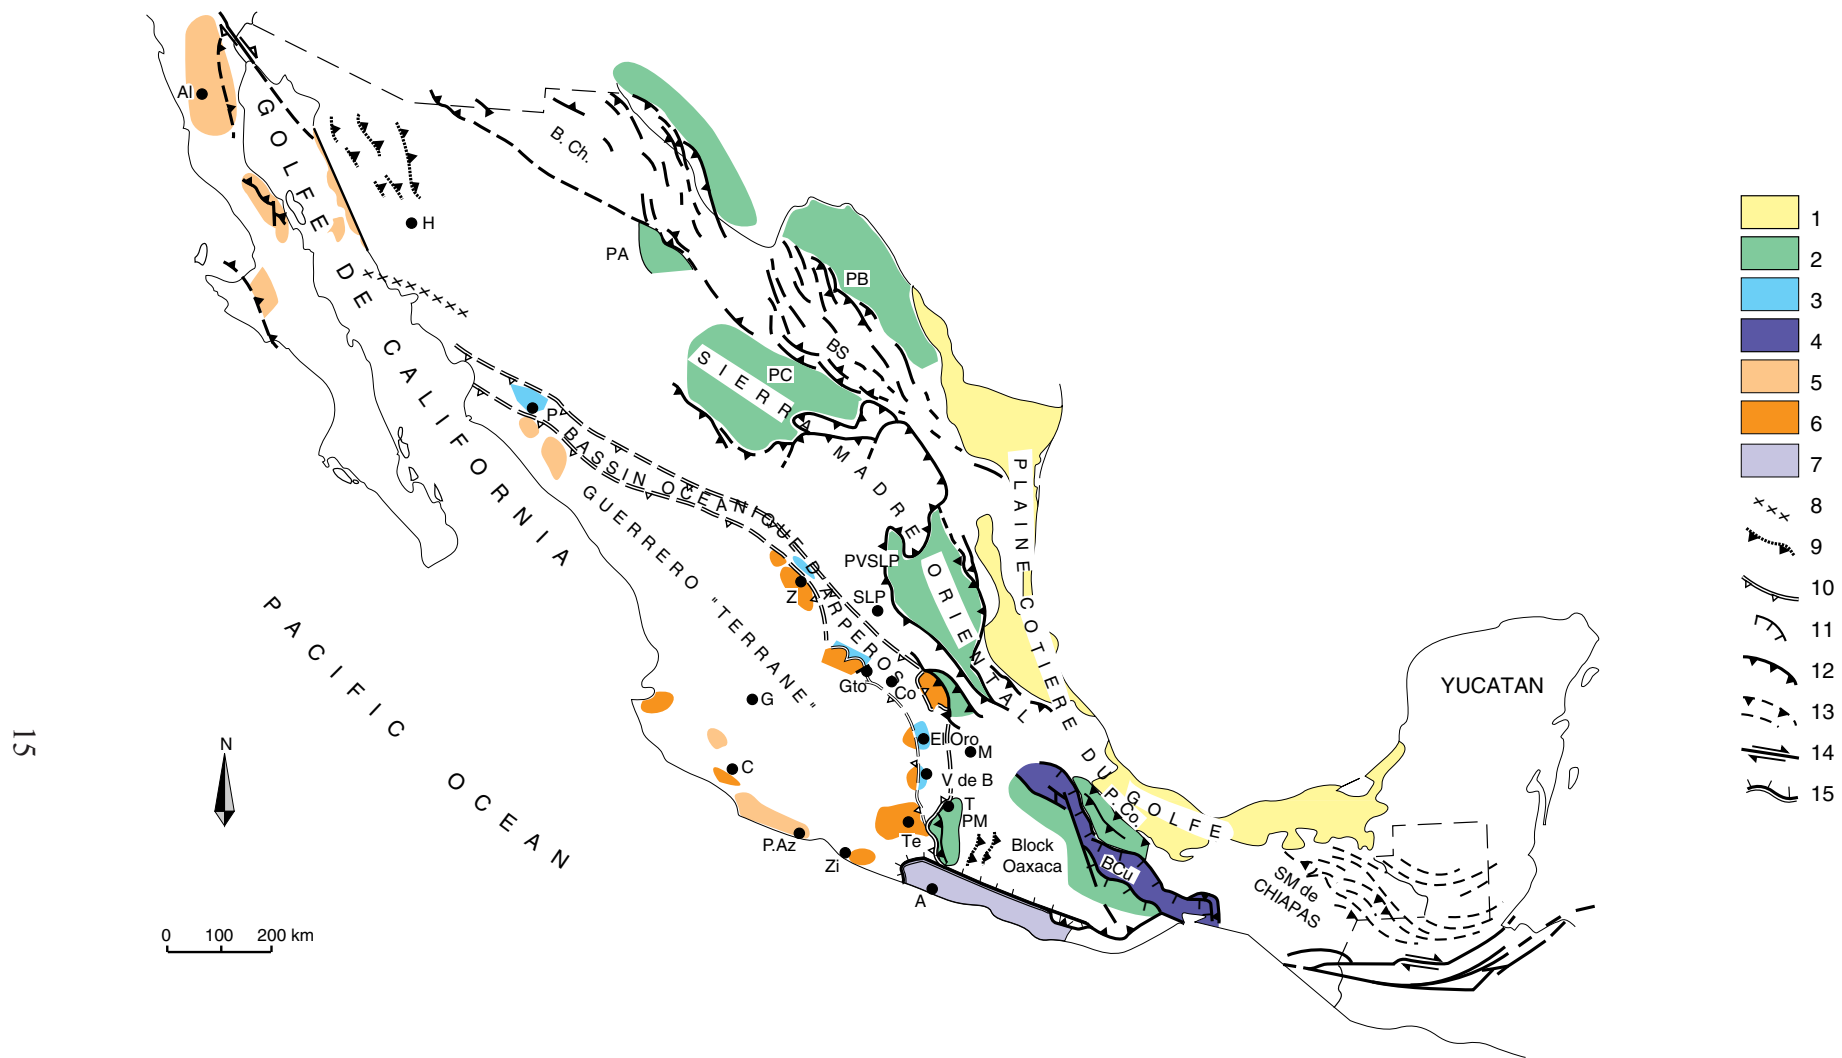 Al
GOLFE DE CALIFORNIA
H
B. Ch.
PA
PB
BS
PC
SIERRA MADRE ORIENTAL
P
BASSIN OCEANIQUE D'ARPEROS
GUERRERO "TERRANE"
PLAINE COTIERE DU GOLFE
PVSLP
SLP
Z
Gto
Co
G
El Oro
M
C
V de B
T
PM
Te
P.Az
Zi
A
Block
Oaxaca
P. Co.
BCu
SM de
CHIAPAS
YUCATAN
PACIFIC OCEAN
N
0 100 200 km
15
1
2
3
4
5
6
7
8
9
10
11
12
13
14
15